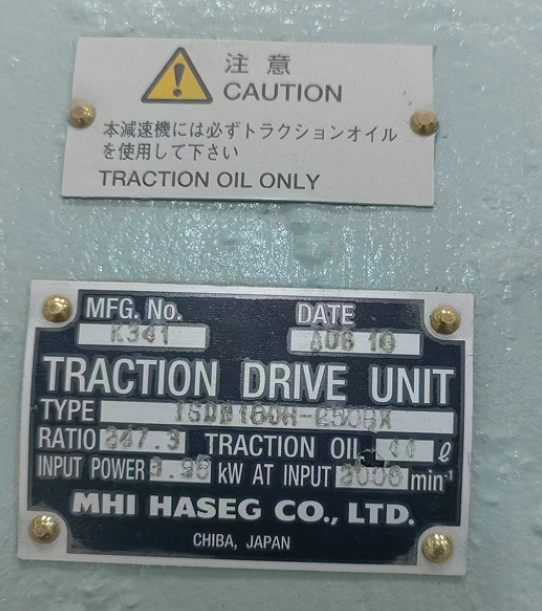 注意
CAUTION
本減速機には必ずトラクションオイル
を使用して下さい
TRACTION OIL ONLY
MFG. No. DATE
K341
TRACTION DRIVE UNIT
TYPE
RATIO TRACTION OIL ℓ
INPUT POWER kW AT INPUT min⁻¹
MHI HASEG CO., LTD.
CHIBA, JAPAN